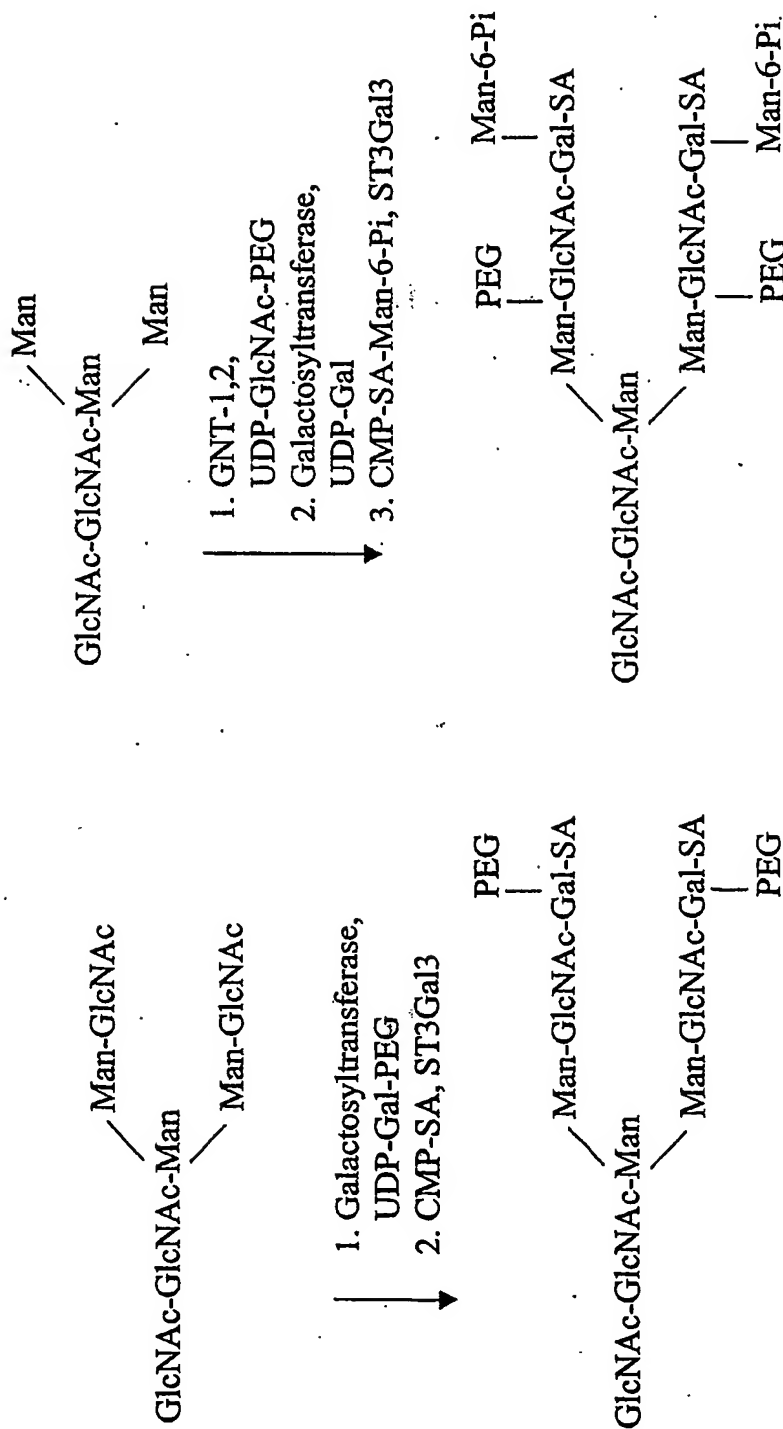 Man-GlcNAc
GlcNAc-GlcNAc-Man
Man-GlcNAc
1. Galactosyltransferase,
UDP-Gal-PEG
2. CMP-SA, ST3Gal3
PEG
Man-GlcNAc-Gal-SA
GlcNAc-GlcNAc-Man
Man-GlcNAc-Gal-SA
PEG
Man
GlcNAc-GlcNAc-Man
Man
1. GNT-1,2,
UDP-GlcNAc-PEG
2. Galactosyltransferase,
UDP-Gal
3. CMP-SA-Man-6-Pi, ST3Gal3
PEG Man-6-Pi
Man-GlcNAc-Gal-SA
GlcNAc-GlcNAc-Man
Man-GlcNAc-Gal-SA
PEG Man-6-Pi